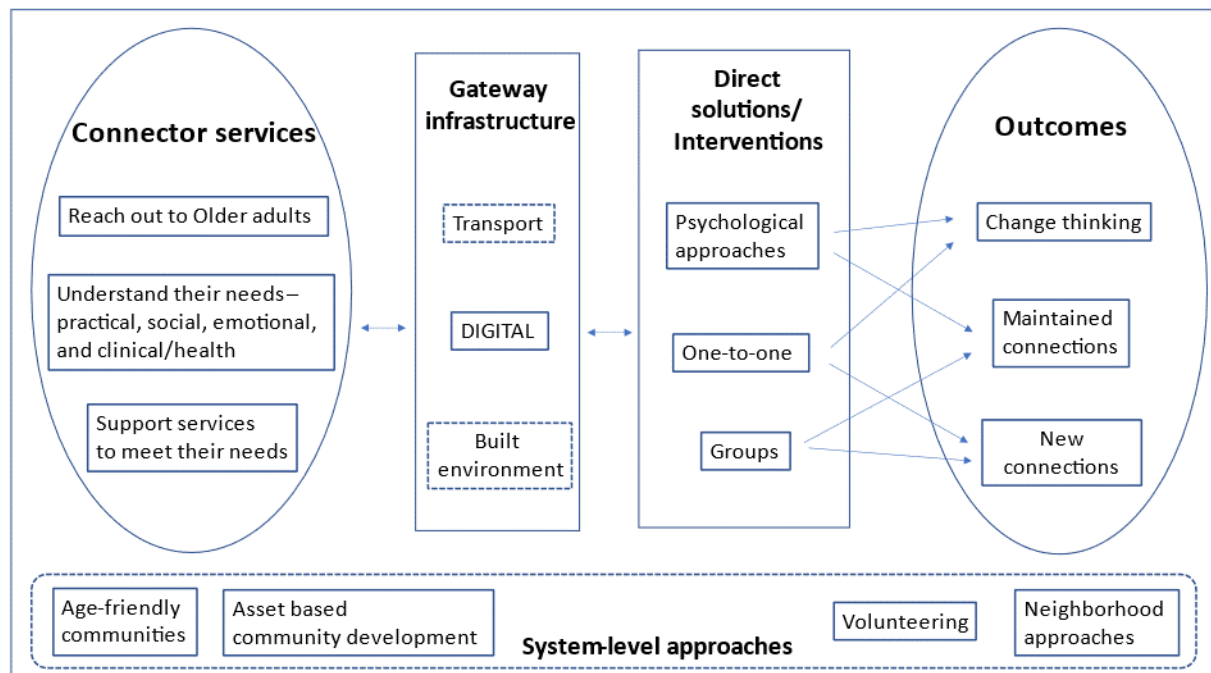 Connector services
Reach out to Older adults
Understand their needs–
practical, social, emotional,
and clinical/health
Support services
to meet their needs
Gateway
infrastructure
Transport
DIGITAL
Built
environment
Direct
solutions/
Interventions
Psychological
approaches
One-to-one
Groups
Outcomes
Change thinking
Maintained
connections
New
connections
Age-friendly
communities
Asset based
community development
System-level approaches
Volunteering
Neighborhood
approaches